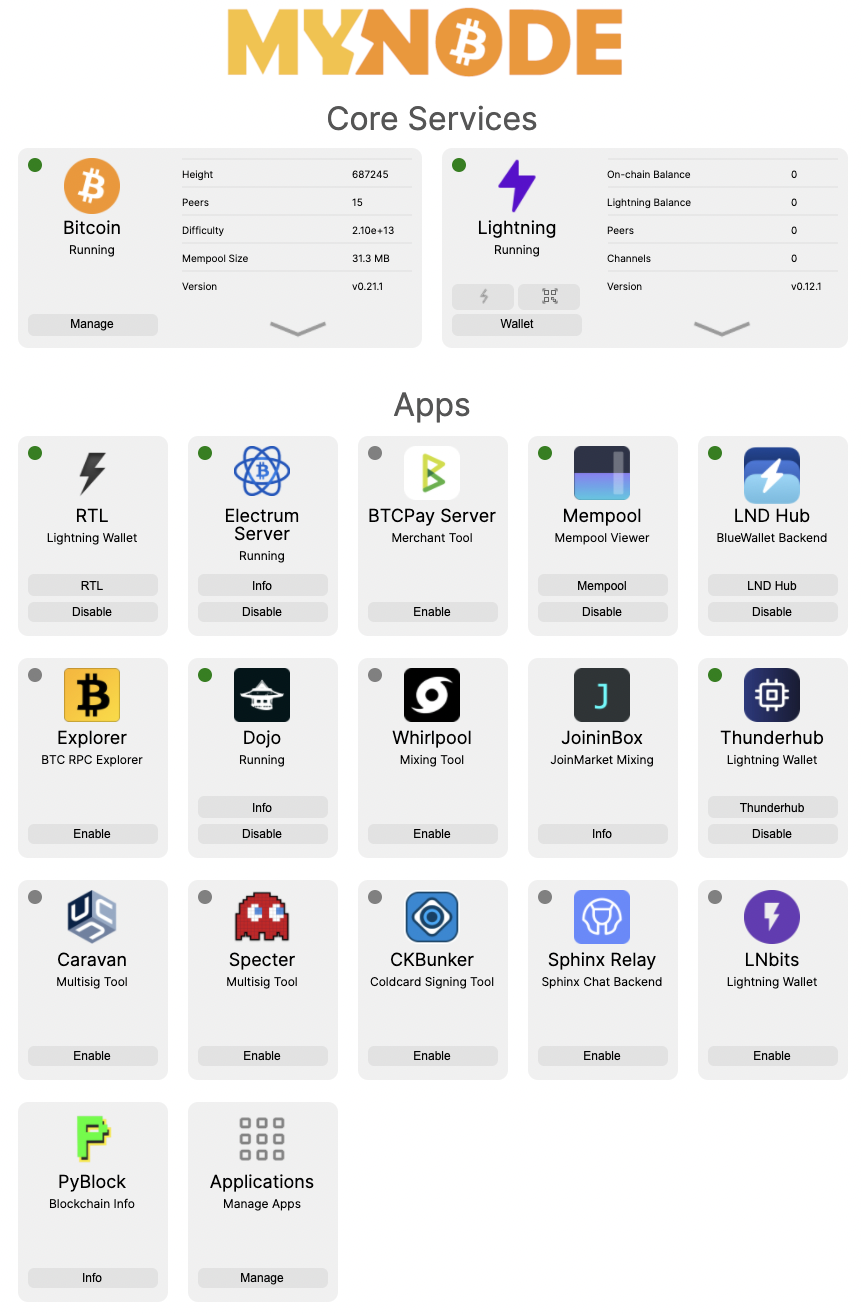 MYNODE
Core Services
Bitcoin
Running
Manage
Height 687245
Peers 15
Difficulty 2.10e+13
Mempool Size 31.3 MB
Version v0.21.1
Lightning
Running
Wallet
On-chain Balance 0
Lightning Balance 0
Peers 0
Channels 0
Version v0.12.1
Apps
RTL
Lightning Wallet
RTL
Disable
Electrum
Server
Running
Info
Disable
BTCPay Server
Merchant Tool
Enable
Mempool
Mempool Viewer
Mempool
Disable
LND Hub
BlueWallet Backend
LND Hub
Disable
Explorer
BTC RPC Explorer
Enable
Dojo
Running
Info
Disable
Whirlpool
Mixing Tool
Enable
J
JoininBox
JoinMarket Mixing
Info
Thunderhub
Lightning Wallet
Thunderhub
Disable
UCS
Caravan
Multisig Tool
Enable
Specter
Multisig Tool
Enable
CKBunker
Coldcard Signing Tool
Enable
Sphinx Relay
Sphinx Chat Backend
Enable
LNbits
Lightning Wallet
Enable
P
PyBlock
Blockchain Info
Info
Applications
Manage Apps
Manage